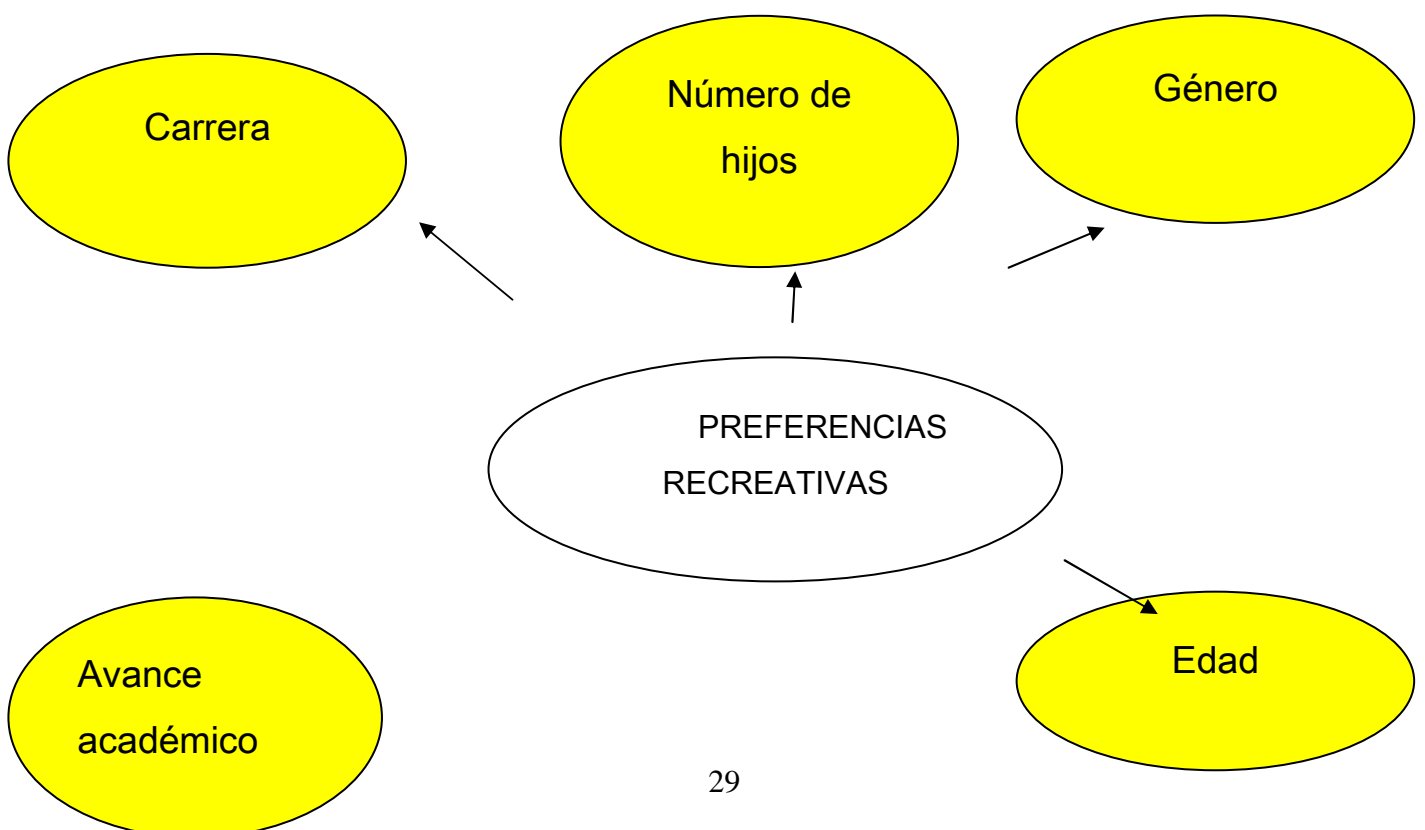 Carrera
Número de
hijos
Género
PREFERENCIAS
RECREATIVAS
Avance
académico
Edad
29